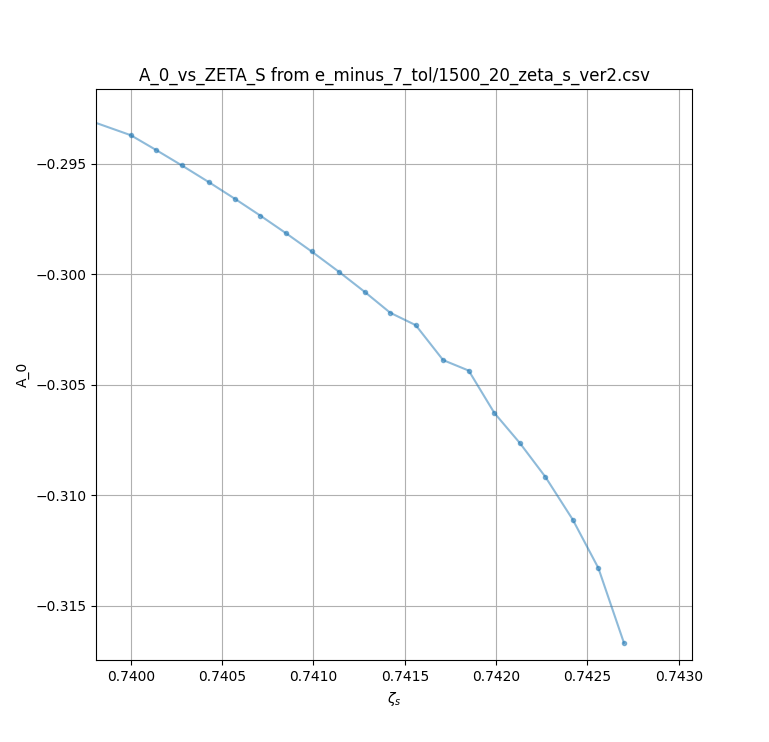 A_0_vs_ZETA_S from e_minus_7_tol/1500_20_zeta_s_ver2.csv
−0.295
−0.300
−0.305
−0.310
−0.315
A_0
0.7400 0.7405 0.7410 0.7415 0.7420 0.7425 0.7430
ζₛ